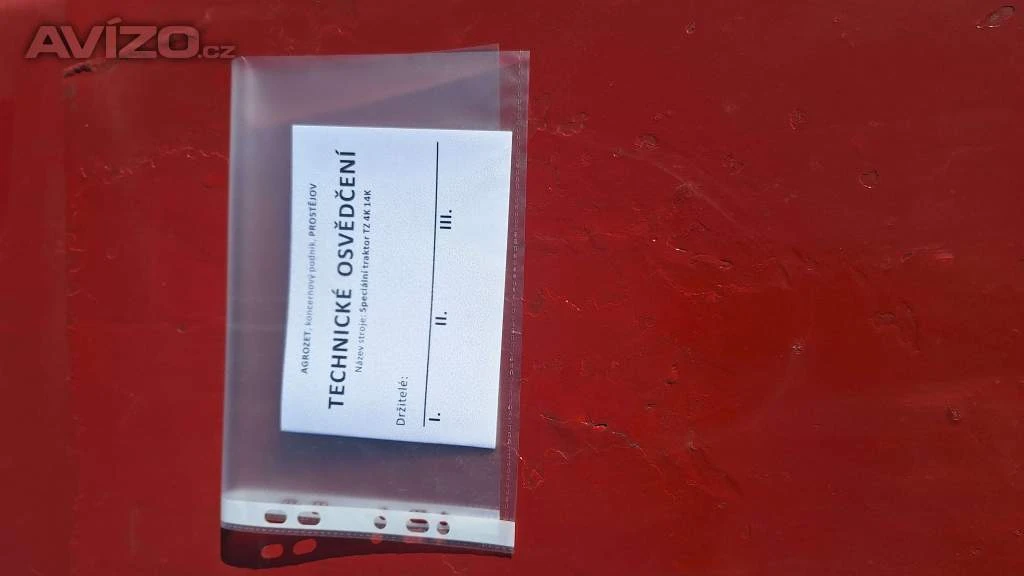 AVÍZO.cz
AGROZET, koncernový podnik, PROSTĚJOV
TECHNICKÉ OSVĚDČENÍ
Název stroje: Speciální traktor TZ 4K 14K
Držitelé:
I. II. III.